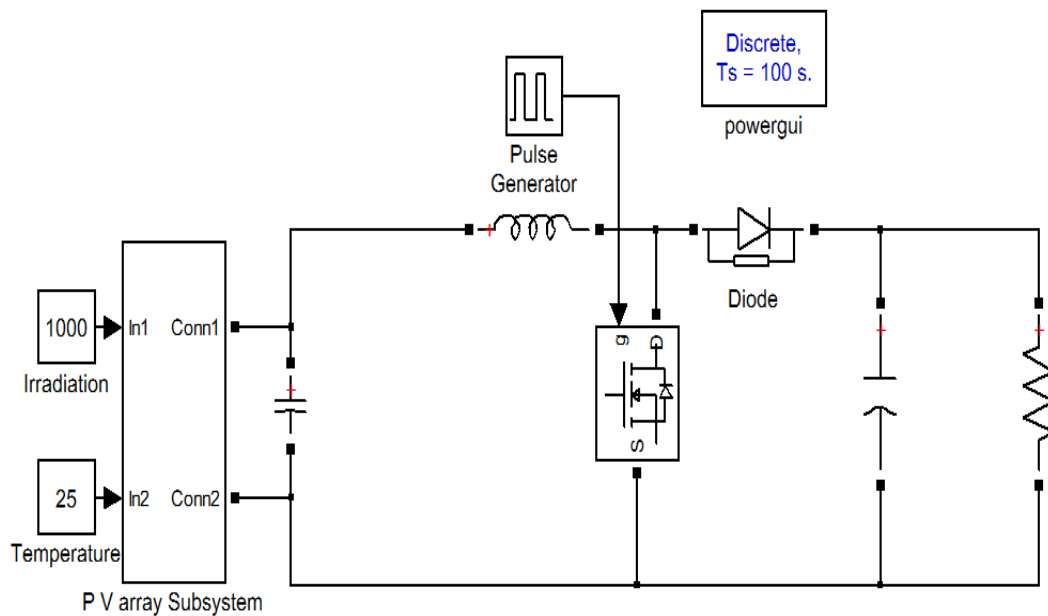 Discrete,
Ts = 100 s.
powergui
Pulse
Generator
Diode
1000
In1
Conn1
Irradiation
g
D
S
25
In2
Conn2
Temperature
P V array Subsystem